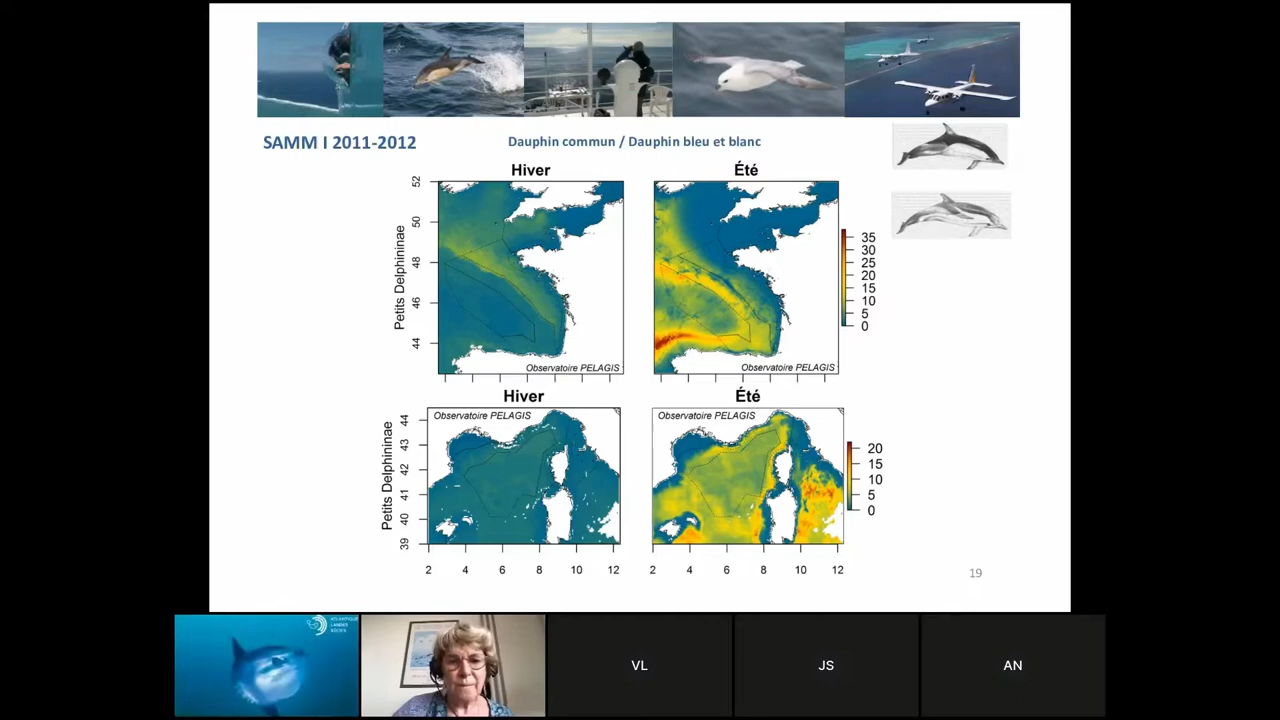 SAMM I 2011-2012
Dauphin commun / Dauphin bleu et blanc
Hiver
Été
Petits Delphininae
52
50
48
46
44
Observatoire PELAGIS
Observatoire PELAGIS
35
30
25
20
15
10
5
0
Hiver
Été
Petits Delphininae
44
43
42
41
40
39
Observatoire PELAGIS
Observatoire PELAGIS
20
15
10
5
0
2 4 6 8 10 12
2 4 6 8 10 12
19
ATLANTIQUE
LANDES
RÉCIFS
VL
JS
AN